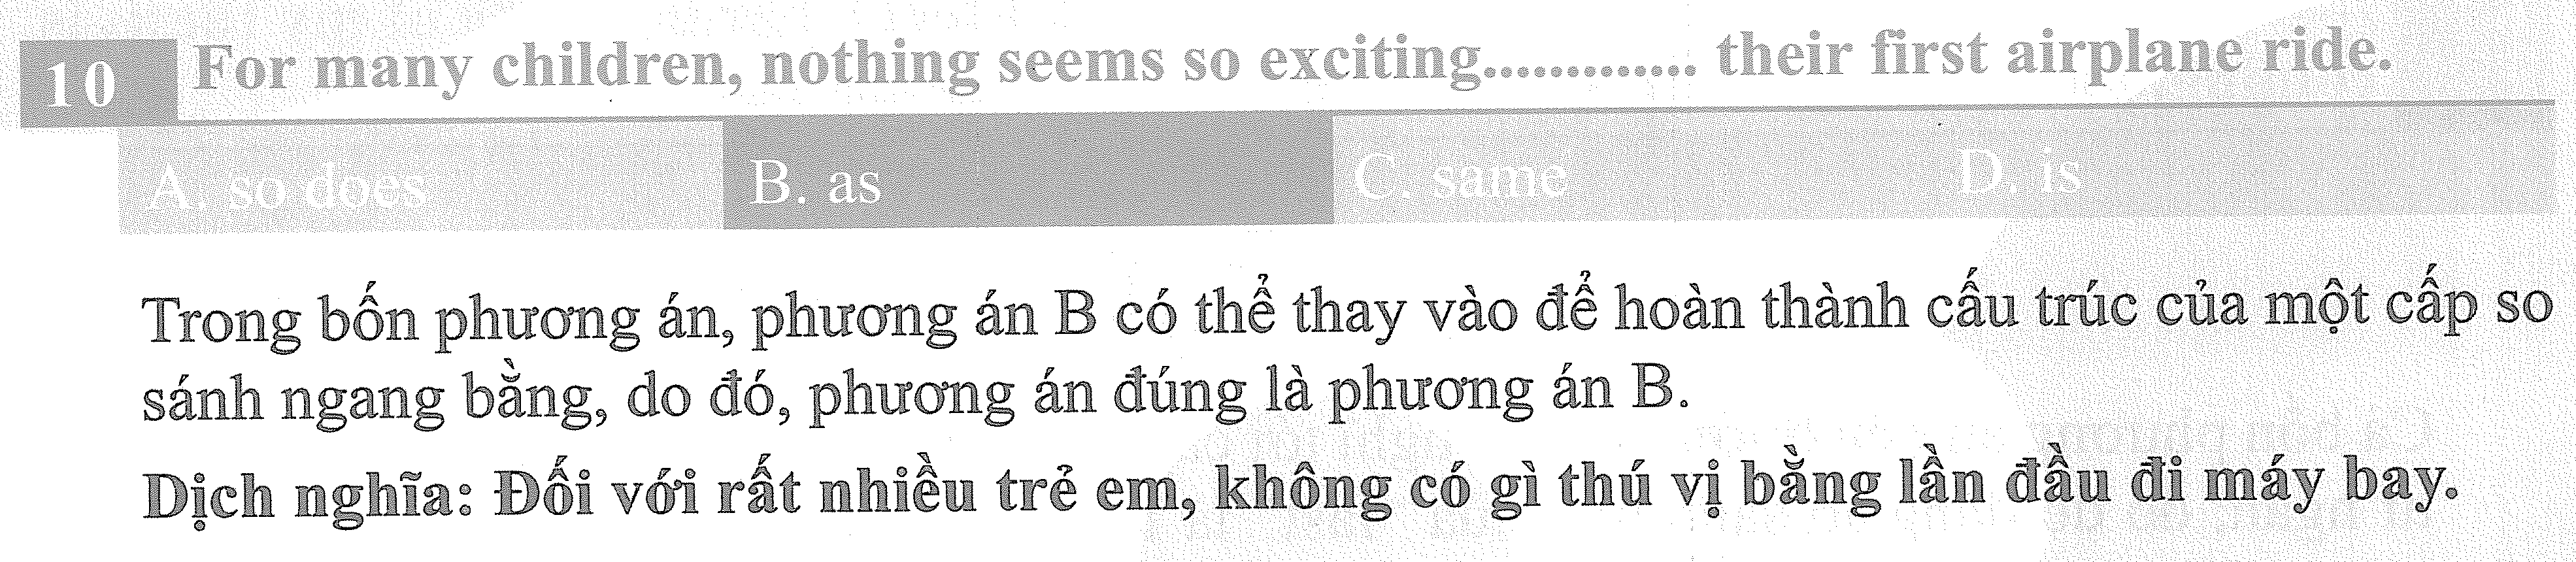 10 For many children, nothing seems so exciting............. their first airplane ride.
A. so does B. as C. same D. is
Trong bốn phương án, phương án B có thể thay vào để hoàn thành cấu trúc của một cấp so
sánh ngang bằng, do đó, phương án đúng là phương án B.
Dịch nghĩa: Đối với rất nhiều trẻ em, không có gì thú vị bằng lần đầu đi máy bay.